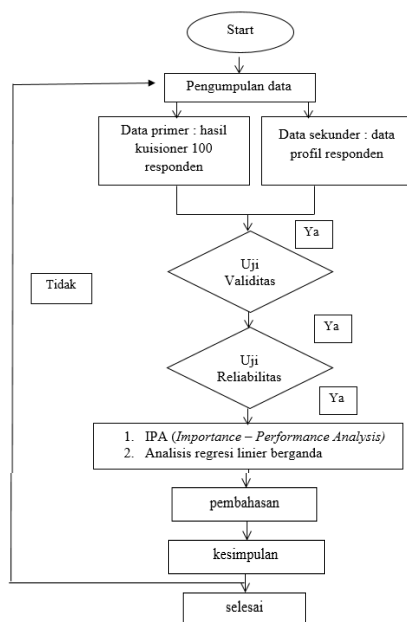 Start
Pengumpulan data
Data primer : hasil
kuisioner 100
responden
Data sekunder : data
profil responden
Ya
Uji
Validitas
Tidak
Ya
Uji
Reliabilitas
Ya
1. IPA (Importance – Performance Analysis)
2. Analisis regresi linier berganda
pembahasan
kesimpulan
selesai